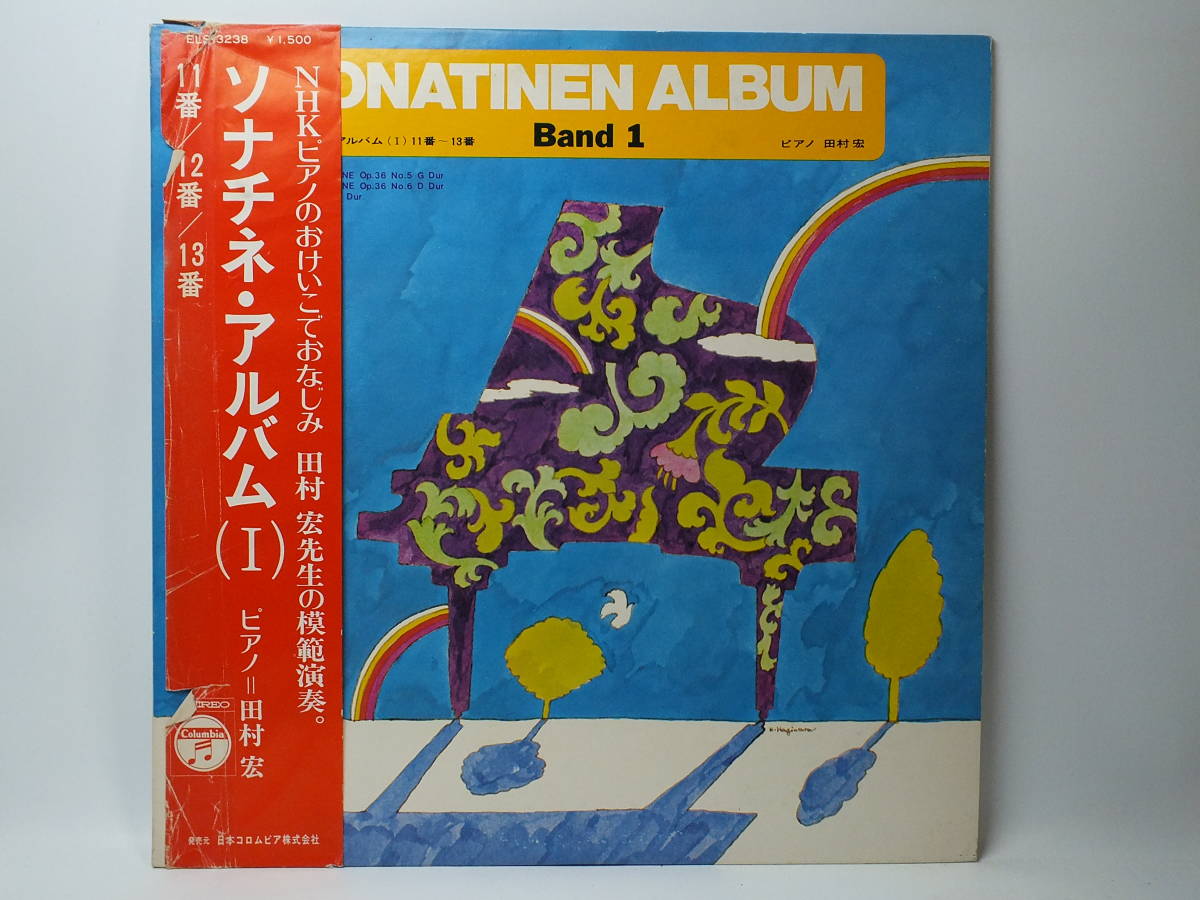 ELS-3238 ¥1,500
NHK。ピアノのおけいこでおなじみ 田村 宏先生の模範演奏。
ソナチネ・アルバム(I) ピアノ=田村 宏
11番/12番/13番
Columbia
発売元 日本コロムビア株式会社
ONATINEN ALBUM
Band 1
アルバム(I)11番~13番
ピアノ 田村 宏
NE Op.36 No.5 G Dur
NE Op.36 No.6 D Dur
Dur